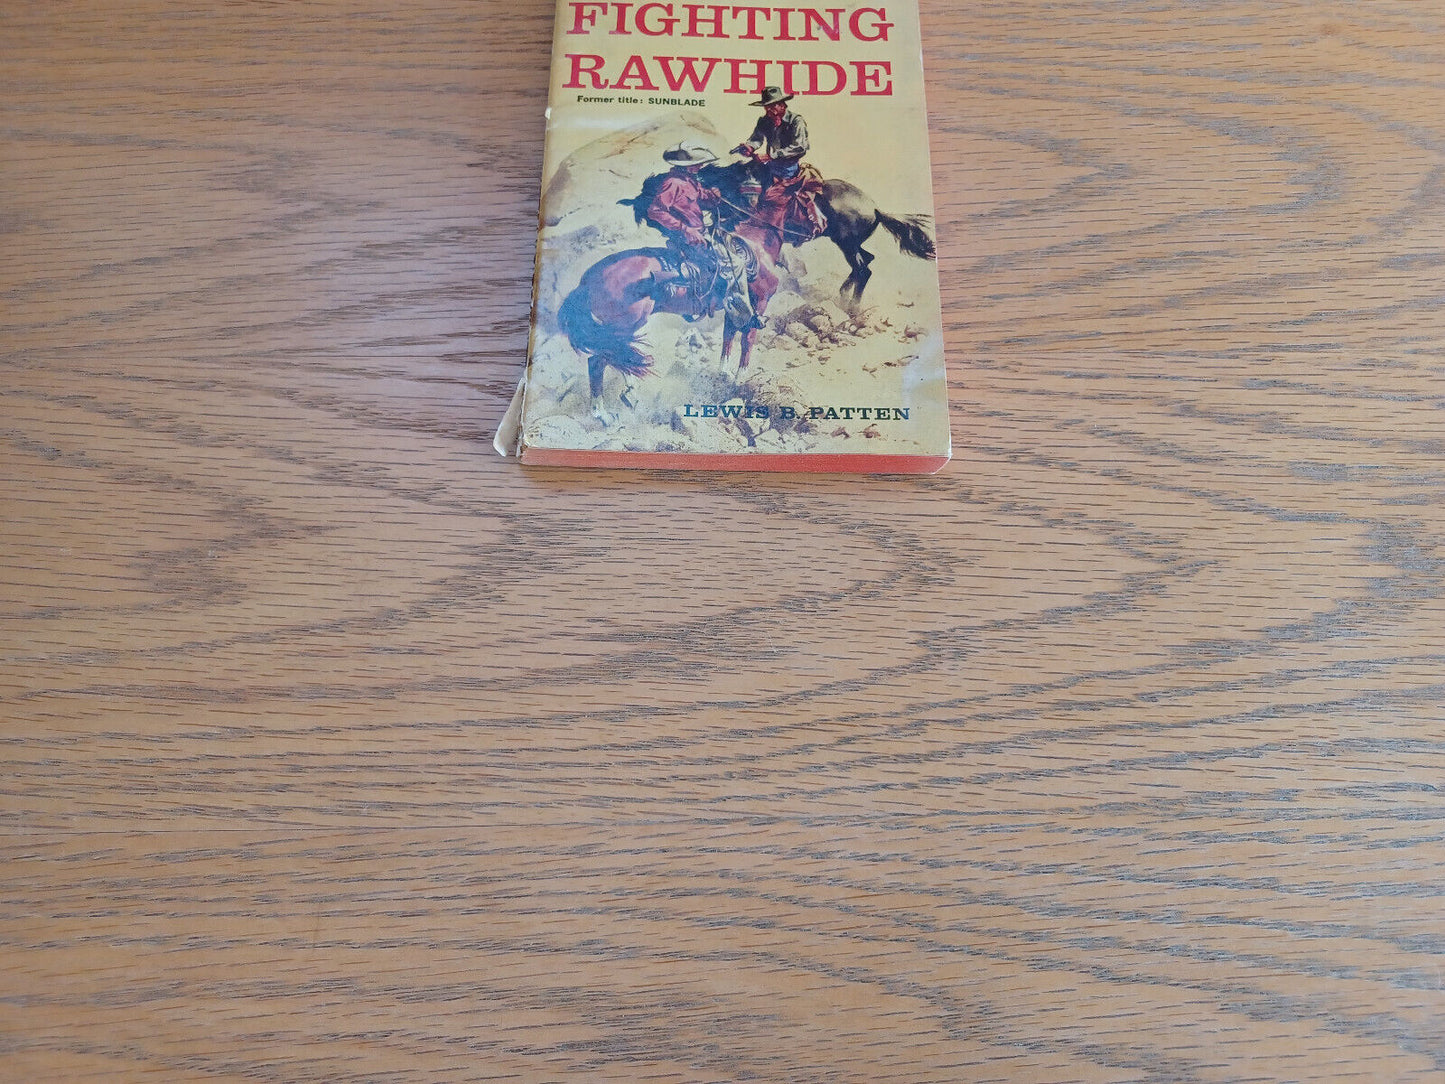 FIGHTING
RAWHIDE
Former title: SUNBLADE
LEWIS B. PATTEN